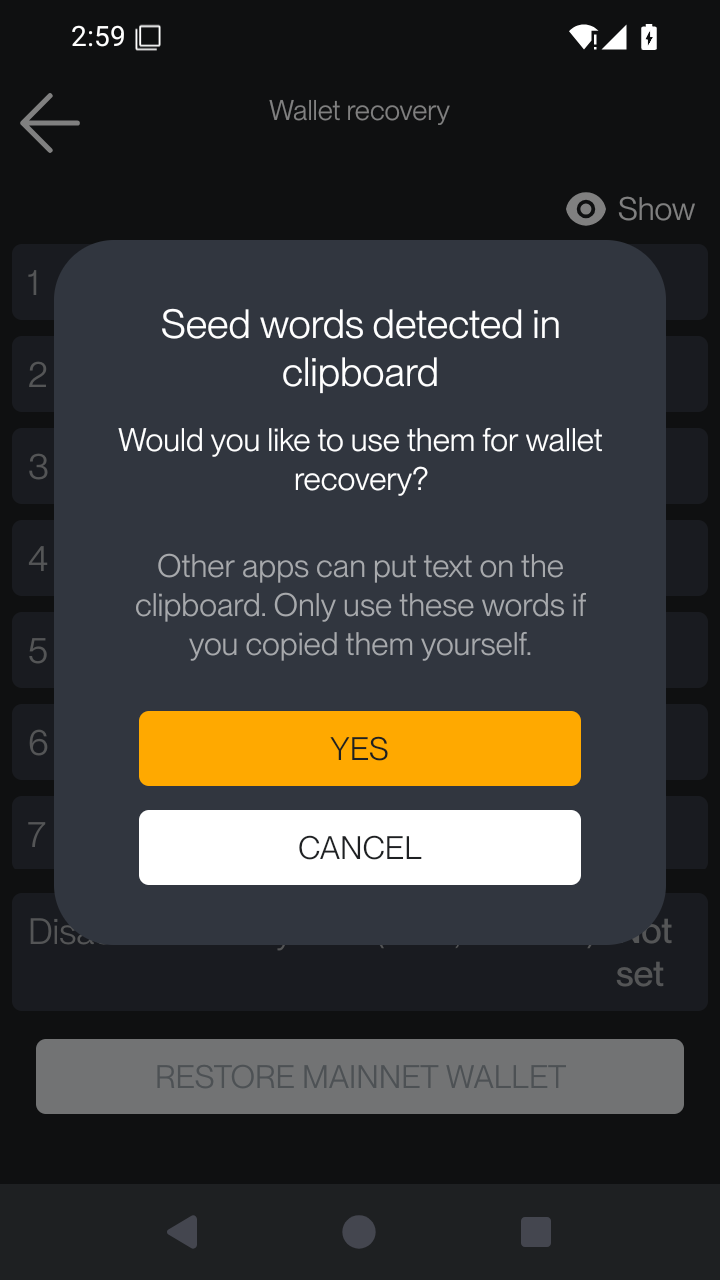 2:59
Wallet recovery
Show
1
2
3
4
5
6
7
Seed words detected in
clipboard
Would you like to use them for wallet
recovery?
Other apps can put text on the
clipboard. Only use these words if
you copied them yourself.
YES
CANCEL
set
RESTORE MAINNET WALLET